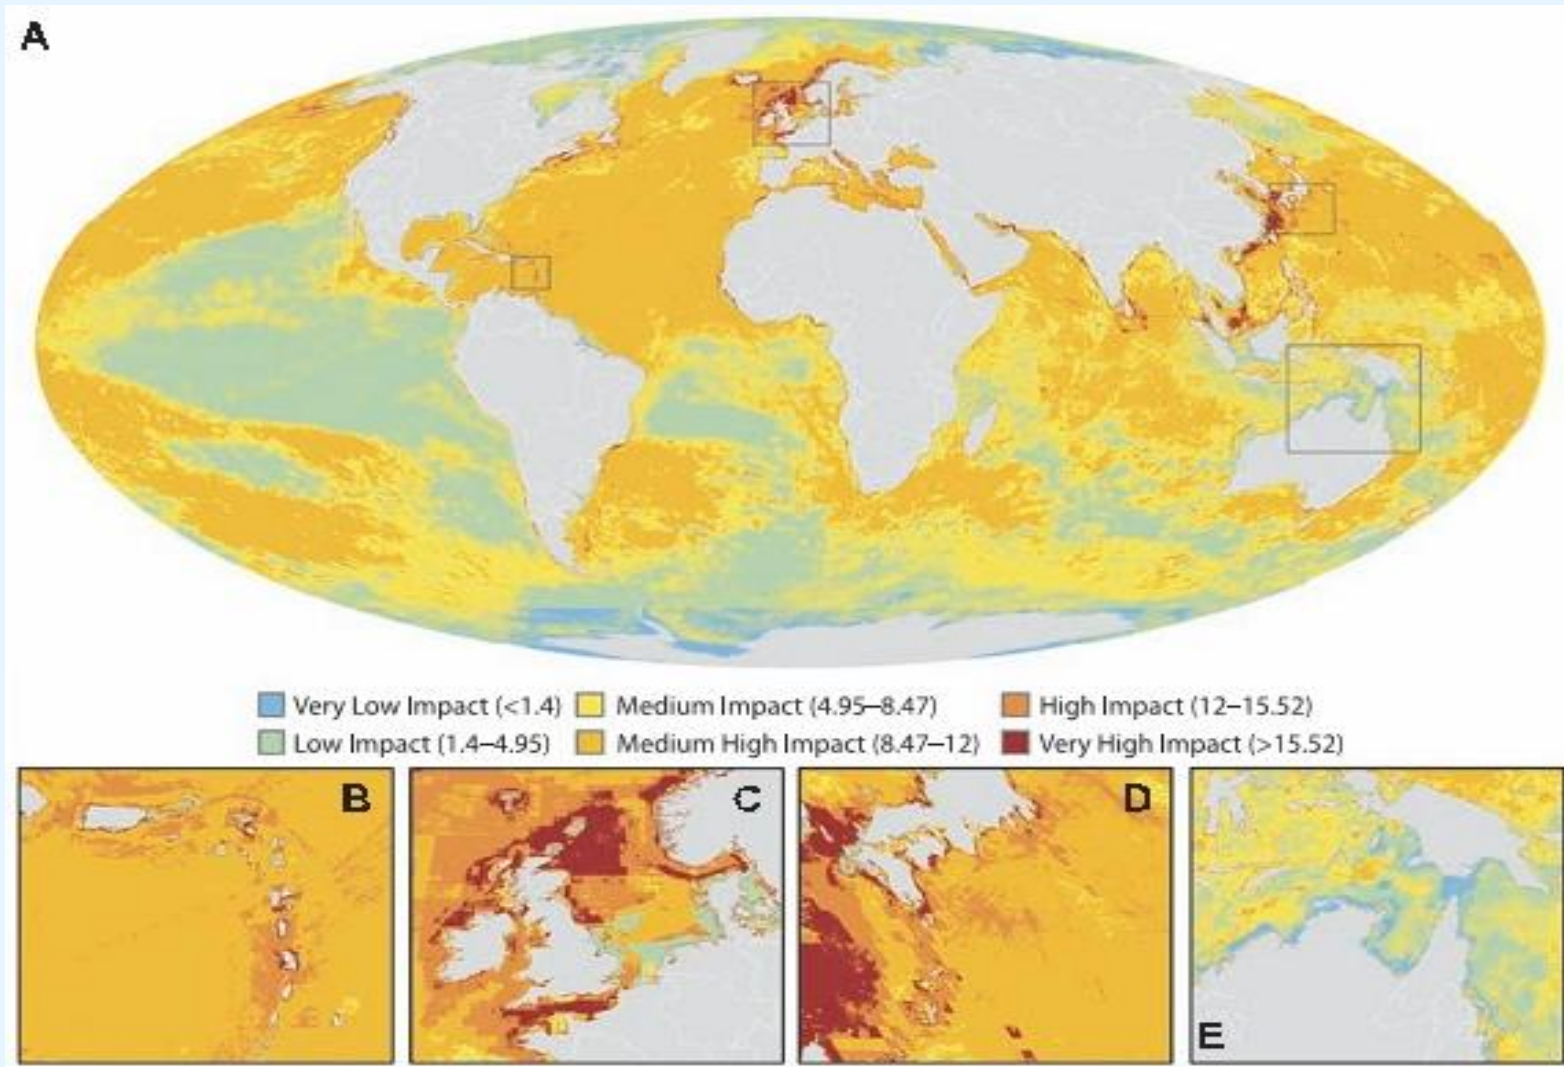 A
Very Low Impact (<1.4) Medium Impact (4.95–8.47) High Impact (12–15.52)
Low Impact (1.4–4.95) Medium High Impact (8.47–12) Very High Impact (>15.52)
B
C
D
E